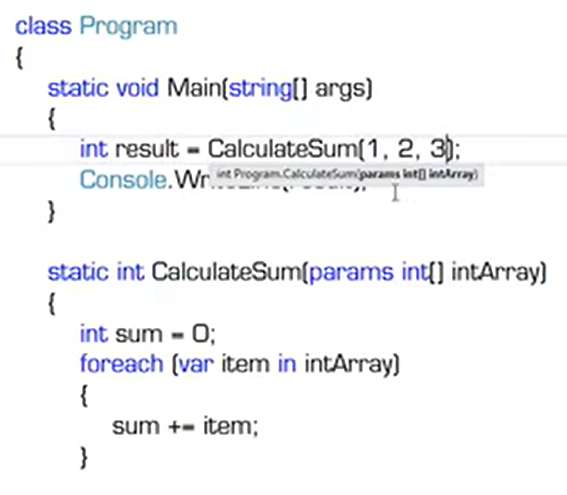 class Program
{
static void Main(string[] args)
{
int result = CalculateSum(1, 2, 3);
int Program.CalculateSum(params int[] intArray)
Console.Wr
}
static int CalculateSum(params int[] intArray)
{
int sum = 0;
foreach (var item in intArray)
{
sum += item;
}